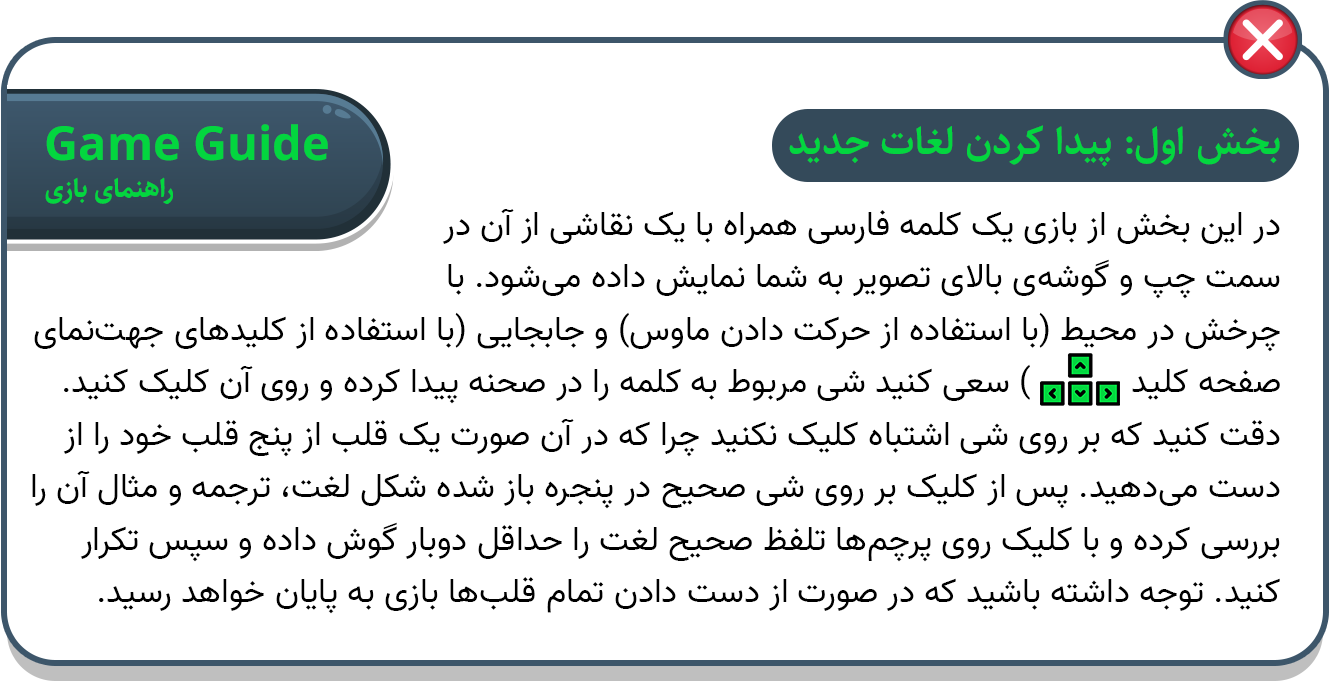 Game Guide
راهنمای بازی
بخش اول: پیدا کردن لغات جدید
در این بخش از بازی یک کلمه فارسی همراه با یک نقاشی از آن در
سمت چپ و گوشه‌ی بالای تصویر به شما نمایش داده می‌شود. با
چرخش در محیط (با استفاده از حرکت دادن ماوس) و جابجایی (با استفاده از کلیدهای جهت‌نمای
صفحه کلید ) سعی کنید شی مربوط به کلمه را در صحنه پیدا کرده و روی آن کلیک کنید.
دقت کنید که بر روی شی اشتباه کلیک نکنید چرا که در آن صورت یک قلب از پنج قلب خود را از
دست می‌دهید. پس از کلیک بر روی شی صحیح در پنجره باز شده شکل لغت، ترجمه و مثال آن را
بررسی کرده و با کلیک روی پرچم‌ها تلفظ صحیح لغت را حداقل دوبار گوش داده و سپس تکرار
کنید. توجه داشته باشید که در صورت از دست دادن تمام قلب‌ها بازی به پایان خواهد رسید.